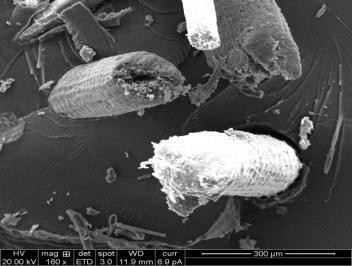 HV mag ⊞ det spot WD curr 300 µm
20.00 kV 160 x ETD 3.0 11.9 mm 6.9 pA